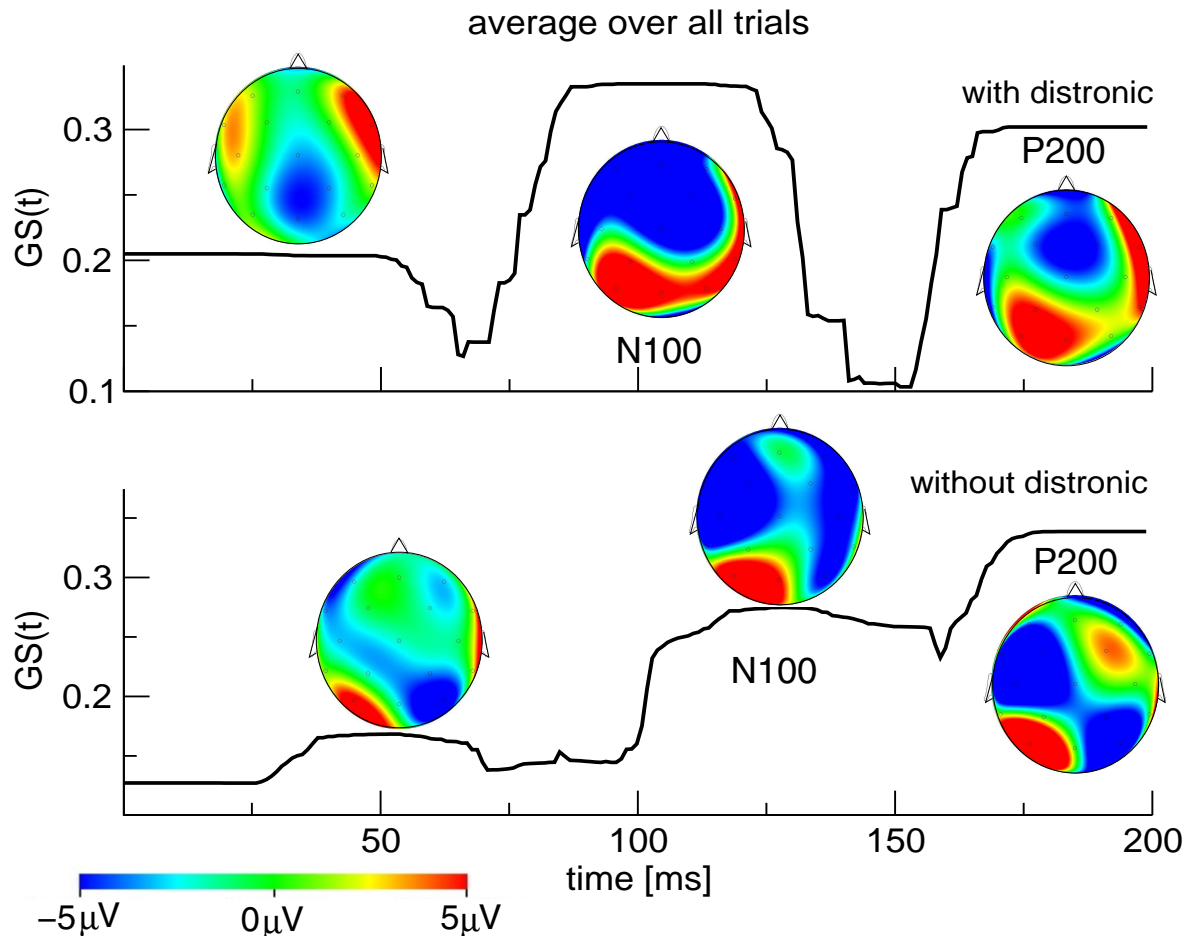 average over all trials
with distronic
0.3
P200
GS(t)
0.2
N100
0.1
without distronic
P200
0.3
GS(t)
N100
0.2
50
100
150
200
time [ms]
−5µV
0µV
5µV